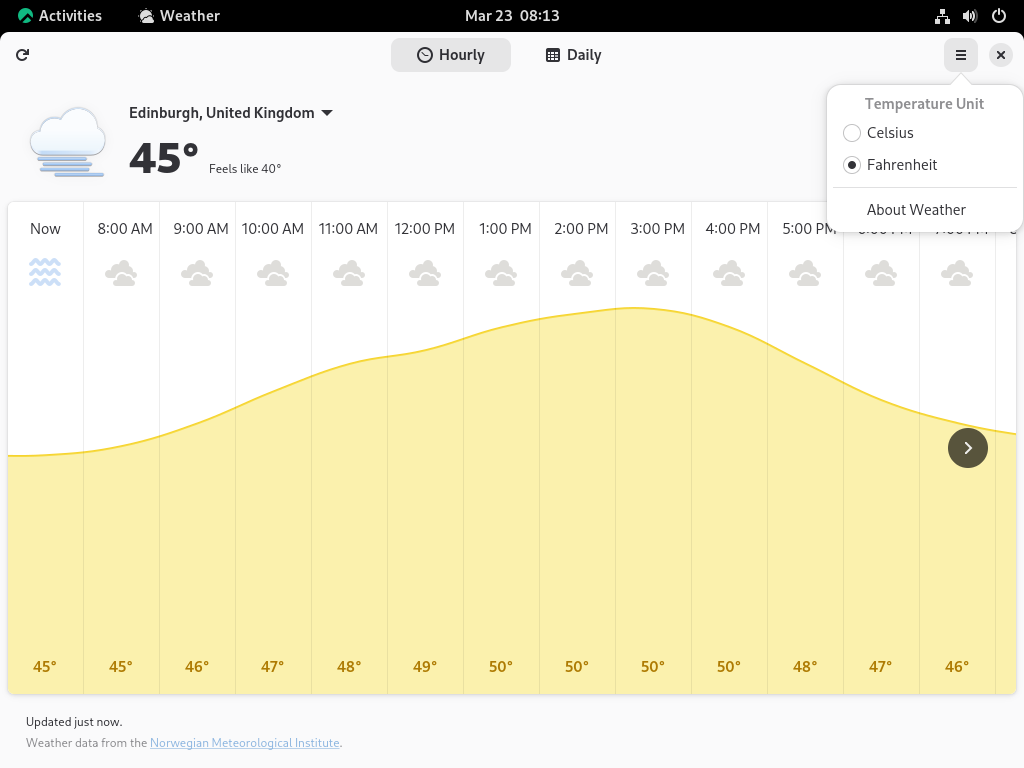 Activities Weather Mar 23 08:13
Hourly Daily
Temperature Unit
Celsius
Fahrenheit
About Weather
Edinburgh, United Kingdom
45°
Feels like 40°
Now 8:00 AM 9:00 AM 10:00 AM 11:00 AM 12:00 PM 1:00 PM 2:00 PM 3:00 PM 4:00 PM 5:00 PM
45° 45° 46° 47° 48° 49° 50° 50° 50° 50° 48° 47° 46°
Updated just now.
Weather data from the Norwegian Meteorological Institute.